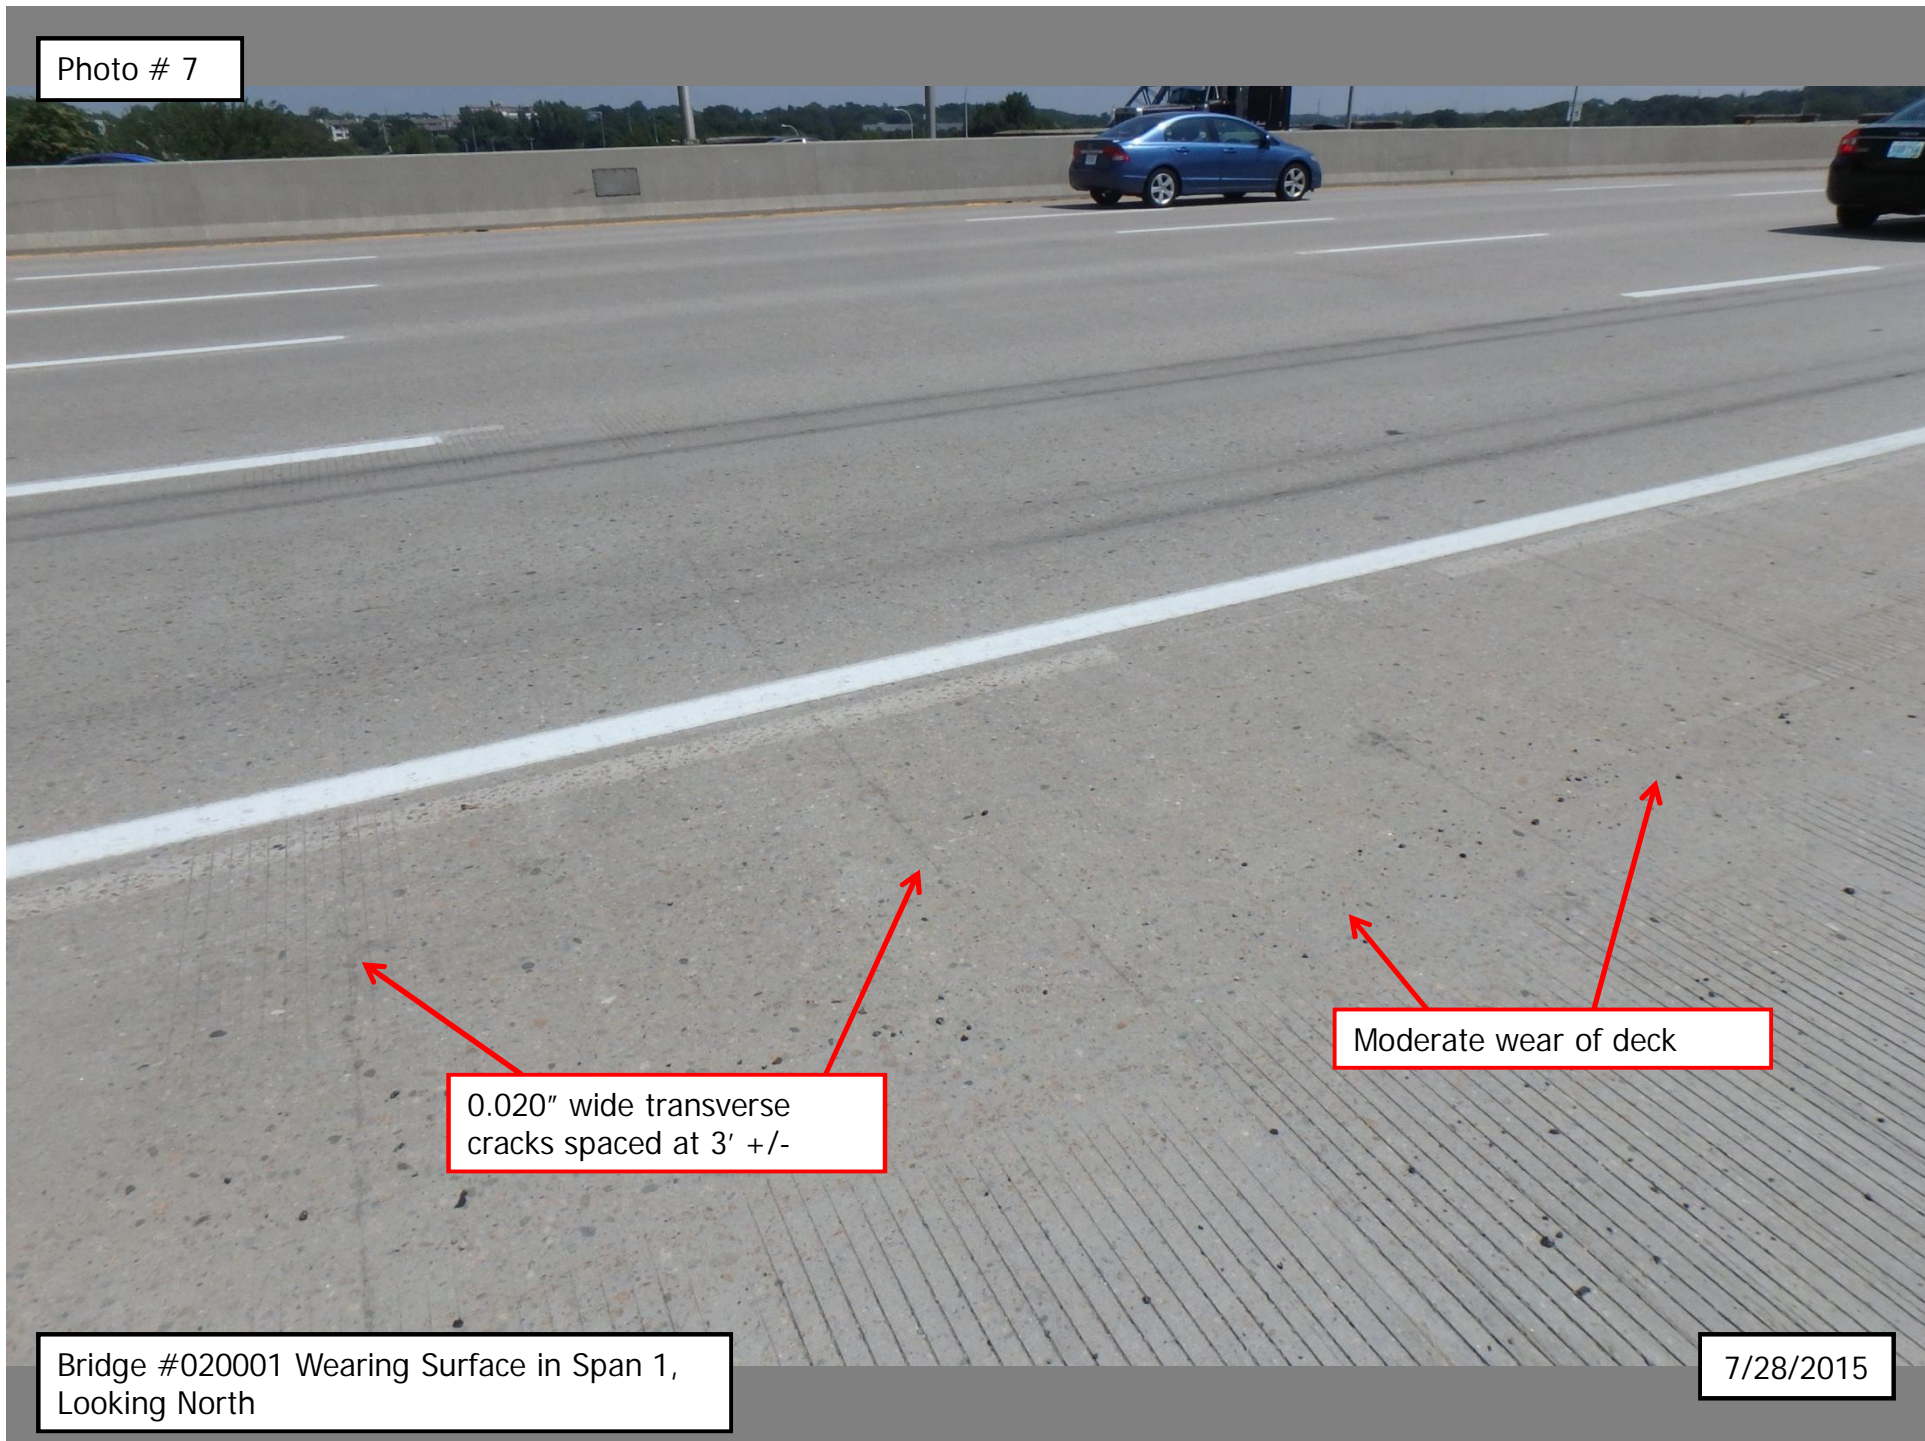 Photo # 7
0.020" wide transverse
cracks spaced at 3' +/-
Moderate wear of deck
Bridge #020001 Wearing Surface in Span 1,
Looking North
7/28/2015